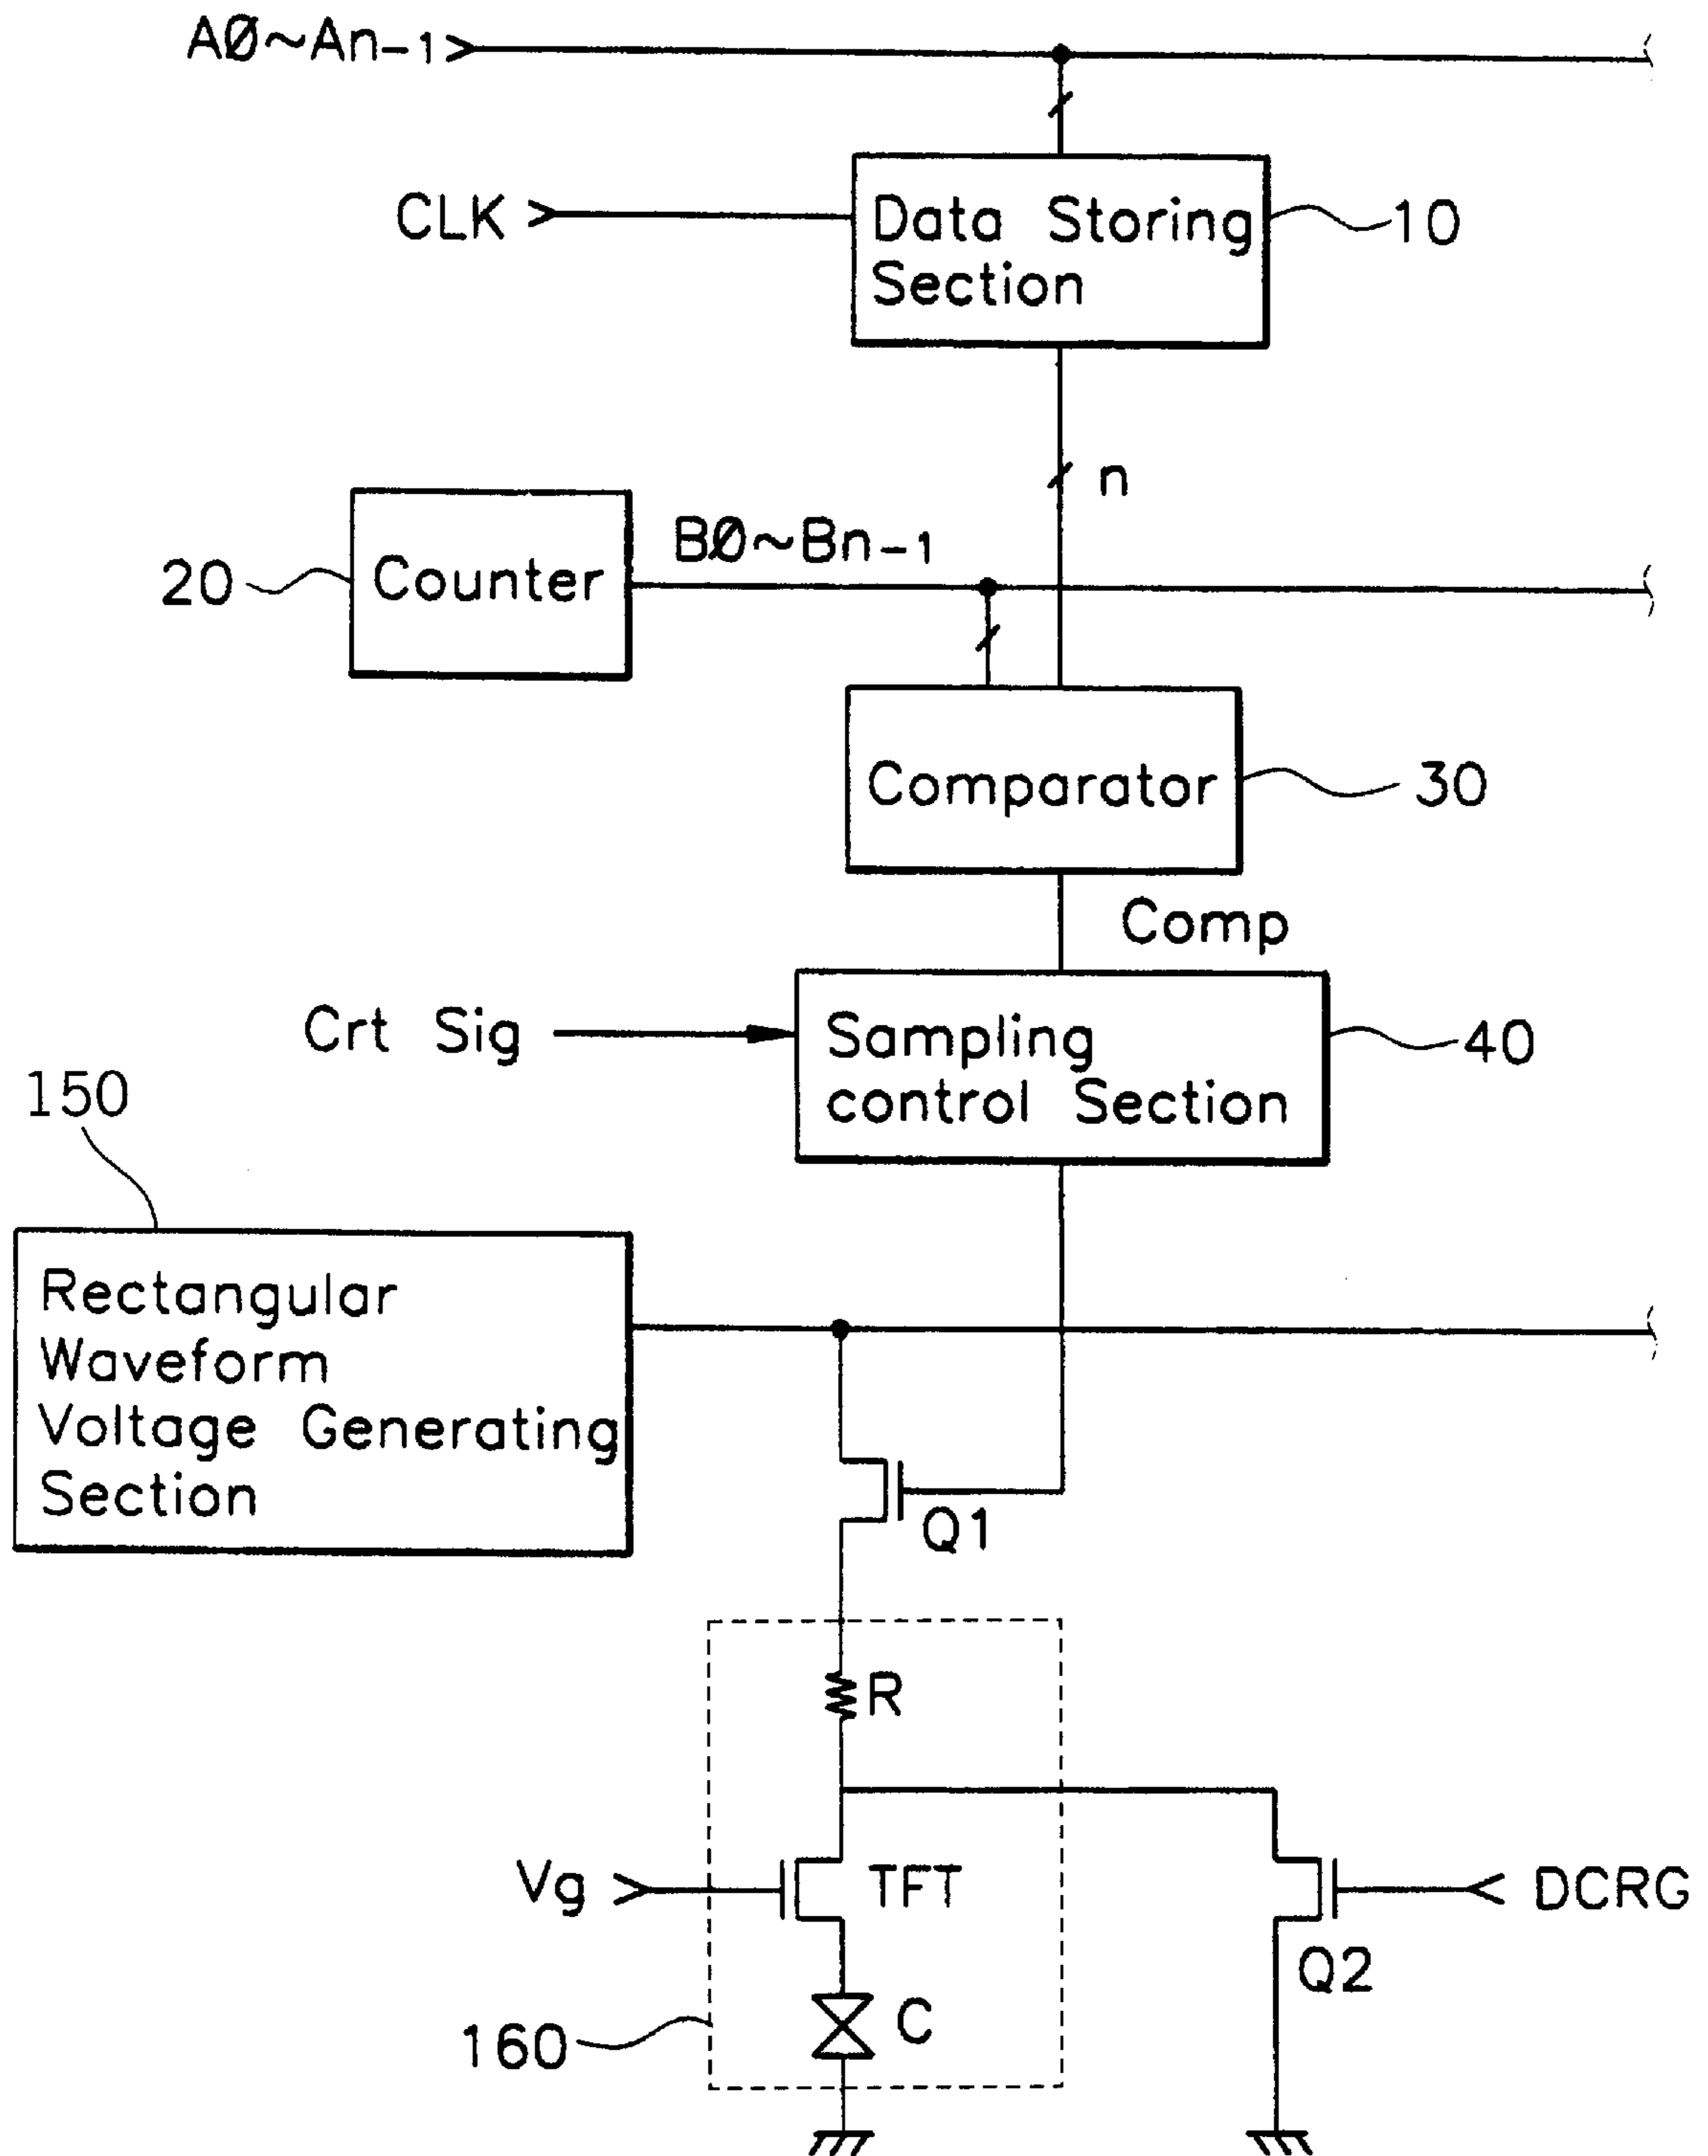 AØ~An-1
CLK
Data Storing
Section
10
n
BØ~Bn-1
20
Counter
Comparator
30
Comp
Crt Sig
Sampling
control Section
40
150
Rectangular
Waveform
Voltage Generating
Section
Q1
R
Vg
TFT
DCRG
Q2
C
160